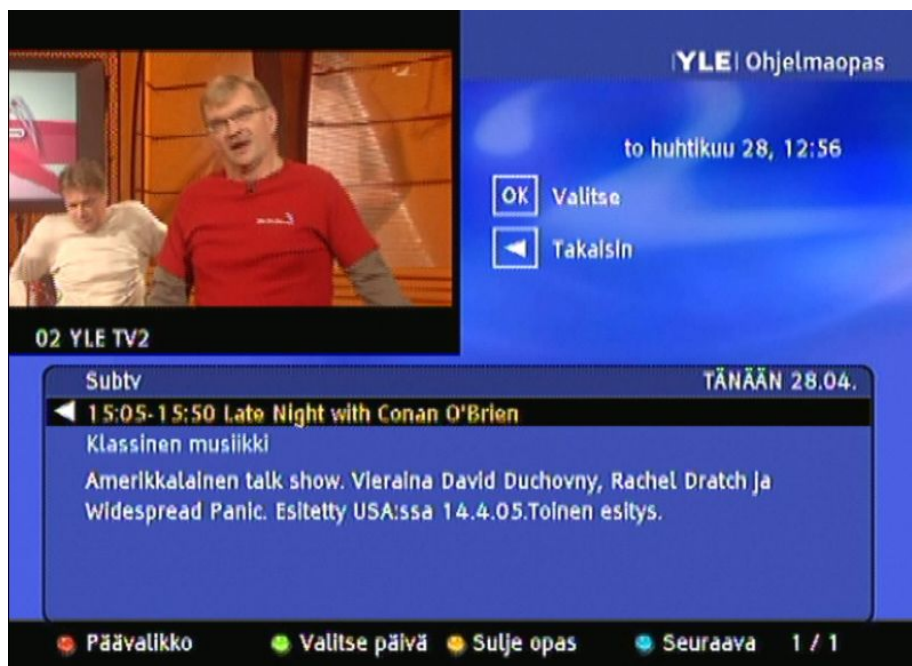 YLE Ohjelmaopas
to huhtikuu 28, 12:56
OK Valitse
Takaisin
02 YLE TV2
Subtv TÄNÄÄN 28.04.
15:05-15:50 Late Night with Conan O'Brien
Klassinen musiikki
Amerikkalainen talk show. Vieraina David Duchovny, Rachel Dratch ja
Widespread Panic. Esitetty USA:ssa 14.4.05.Toinen esitys.
Päävalikko Valitse päivä Sulje opas Seuraava 1 / 1